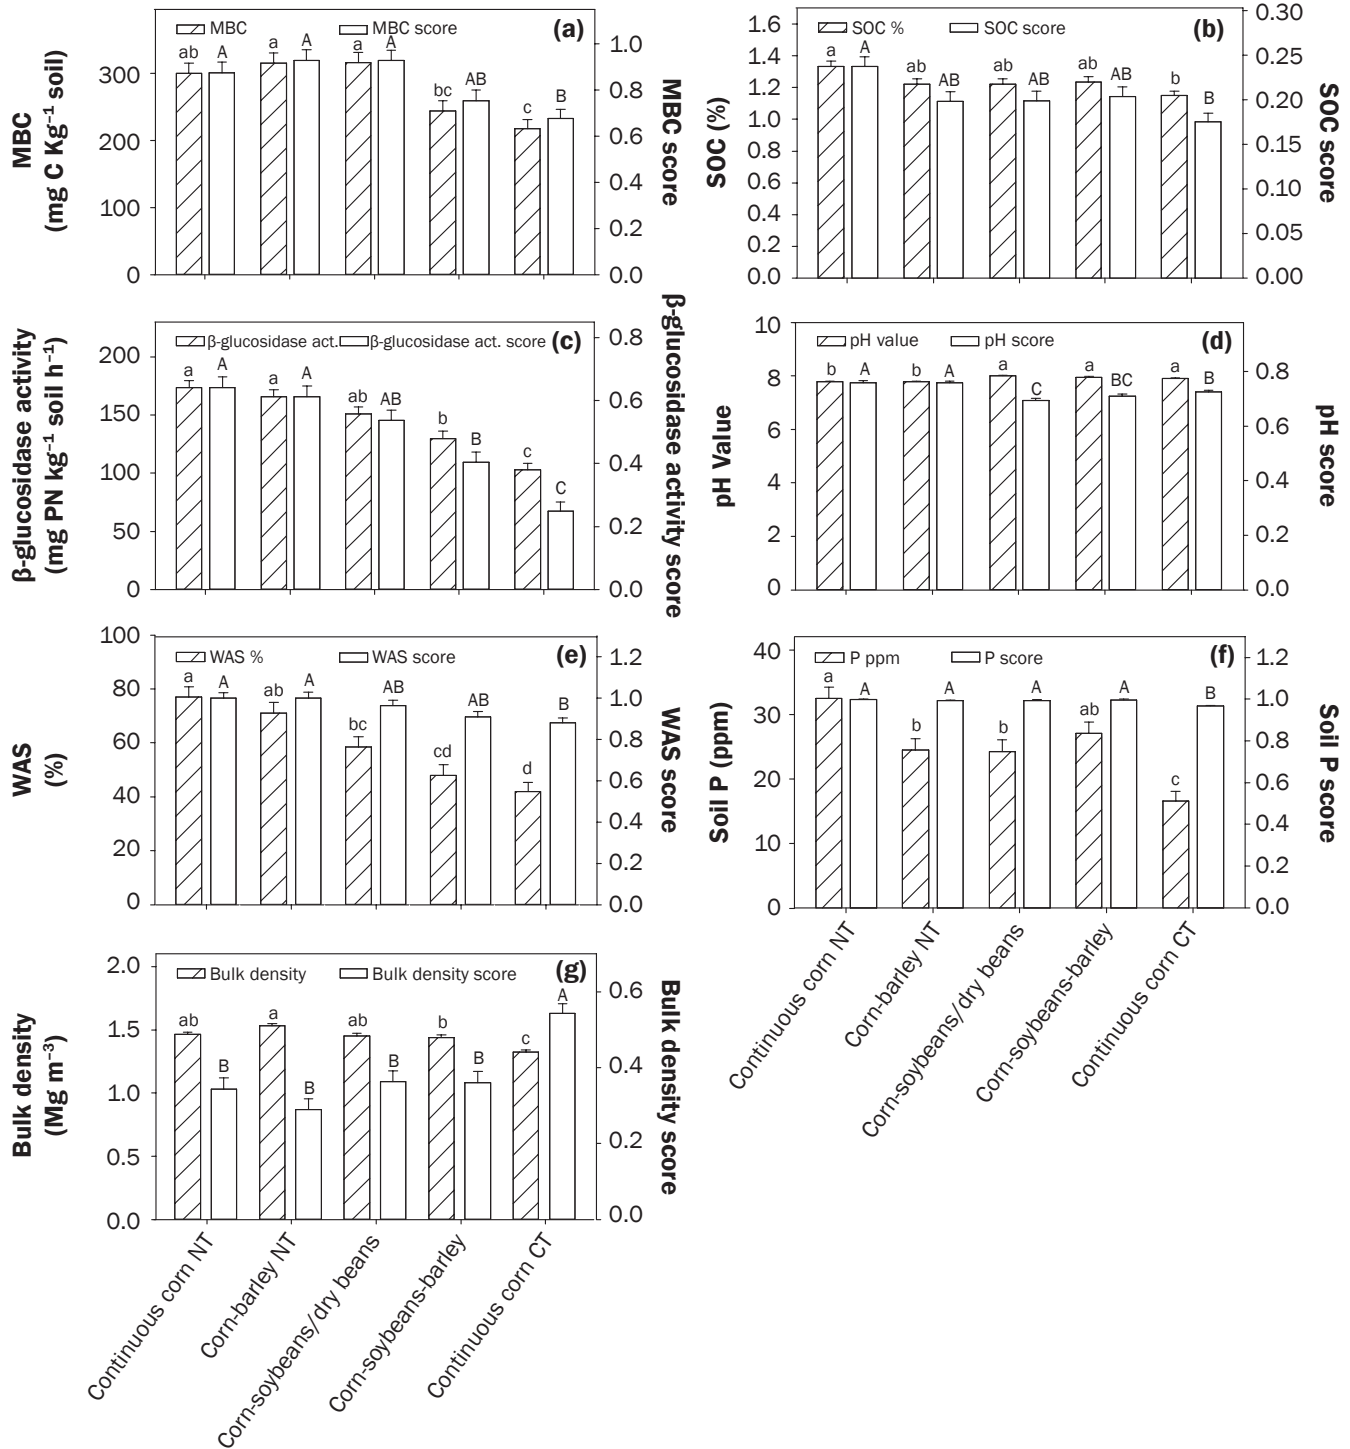 MBC
(mg C Kg⁻¹ soil)
MBC
MBC score
(a)
ab
A
a
A
a
A
bc
AB
c
B
300
200
100
0
1.0
0.8
0.6
0.4
0.2
0.0
MBC score
SOC (%)
SOC %
SOC score
(b)
a
A
ab
AB
ab
AB
ab
AB
b
B
1.6
1.4
1.2
1.0
0.8
0.6
0.4
0.2
0.0
0.30
0.25
0.20
0.15
0.10
0.05
0.00
SOC score
β-glucosidase activity
(mg PN kg⁻¹ soil h⁻¹)
β-glucosidase act.
β-glucosidase act. score
(c)
a
A
a
A
ab
AB
b
B
c
C
200
150
100
50
0
0.8
0.6
0.4
0.2
0.0
β-glucosidase activity score
pH Value
pH value
pH score
(d)
b
A
b
A
a
C
a
BC
a
B
10
8
6
4
2
0
0.8
0.6
0.4
0.2
0.0
pH score
WAS
(%)
WAS %
WAS score
(e)
a
A
ab
A
bc
AB
cd
AB
d
B
100
80
60
40
20
0
1.2
1.0
0.8
0.6
0.4
0.2
0.0
WAS score
Soil P (ppm)
P ppm
P score
(f)
a
A
b
A
b
A
ab
A
c
B
40
30
20
10
0
1.2
1.0
0.8
0.6
0.4
0.2
0.0
Soil P score
Continuous corn NT
Corn-barley NT
Corn-soybeans/dry beans
Corn-soybeans-barley
Continuous corn CT
Bulk density
(Mg m⁻³)
Bulk density
Bulk density score
(g)
ab
B
a
B
ab
B
b
B
c
A
2.0
1.5
1.0
0.5
0.0
0.6
0.4
0.2
0.0
Bulk density score
Continuous corn NT
Corn-barley NT
Corn-soybeans/dry beans
Corn-soybeans-barley
Continuous corn CT